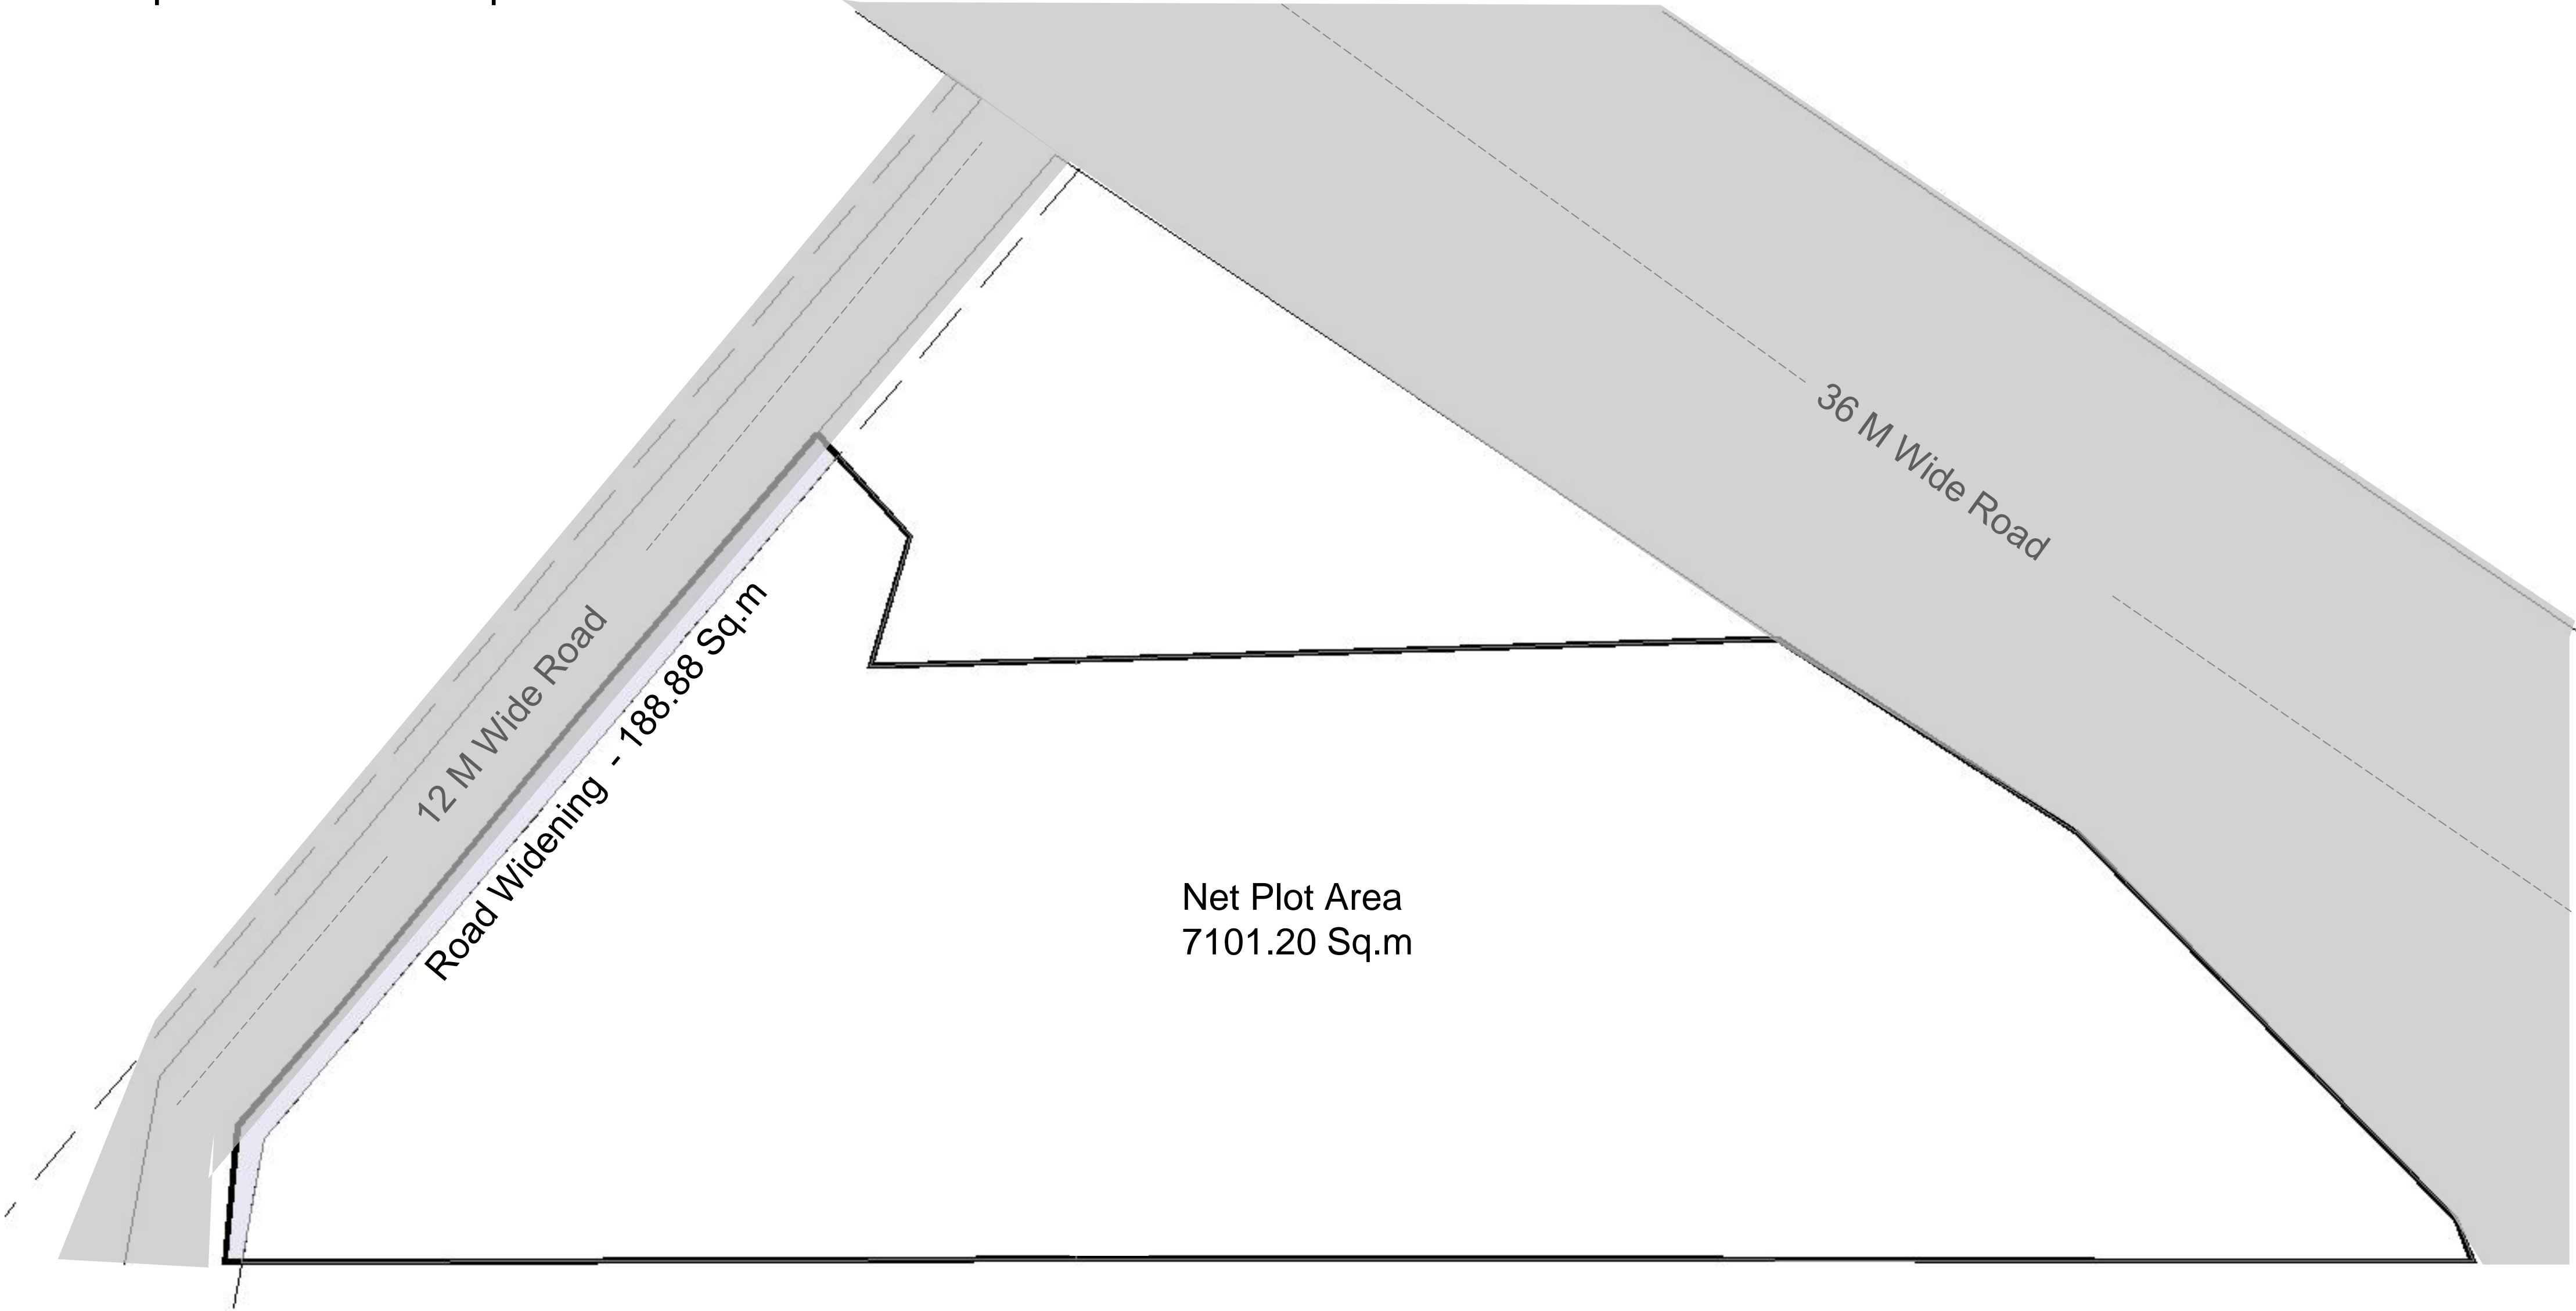 36 M Wide Road
12 M Wide Road
Road Widening - 188.88 Sq.m
Net Plot Area
7101.20 Sq.m